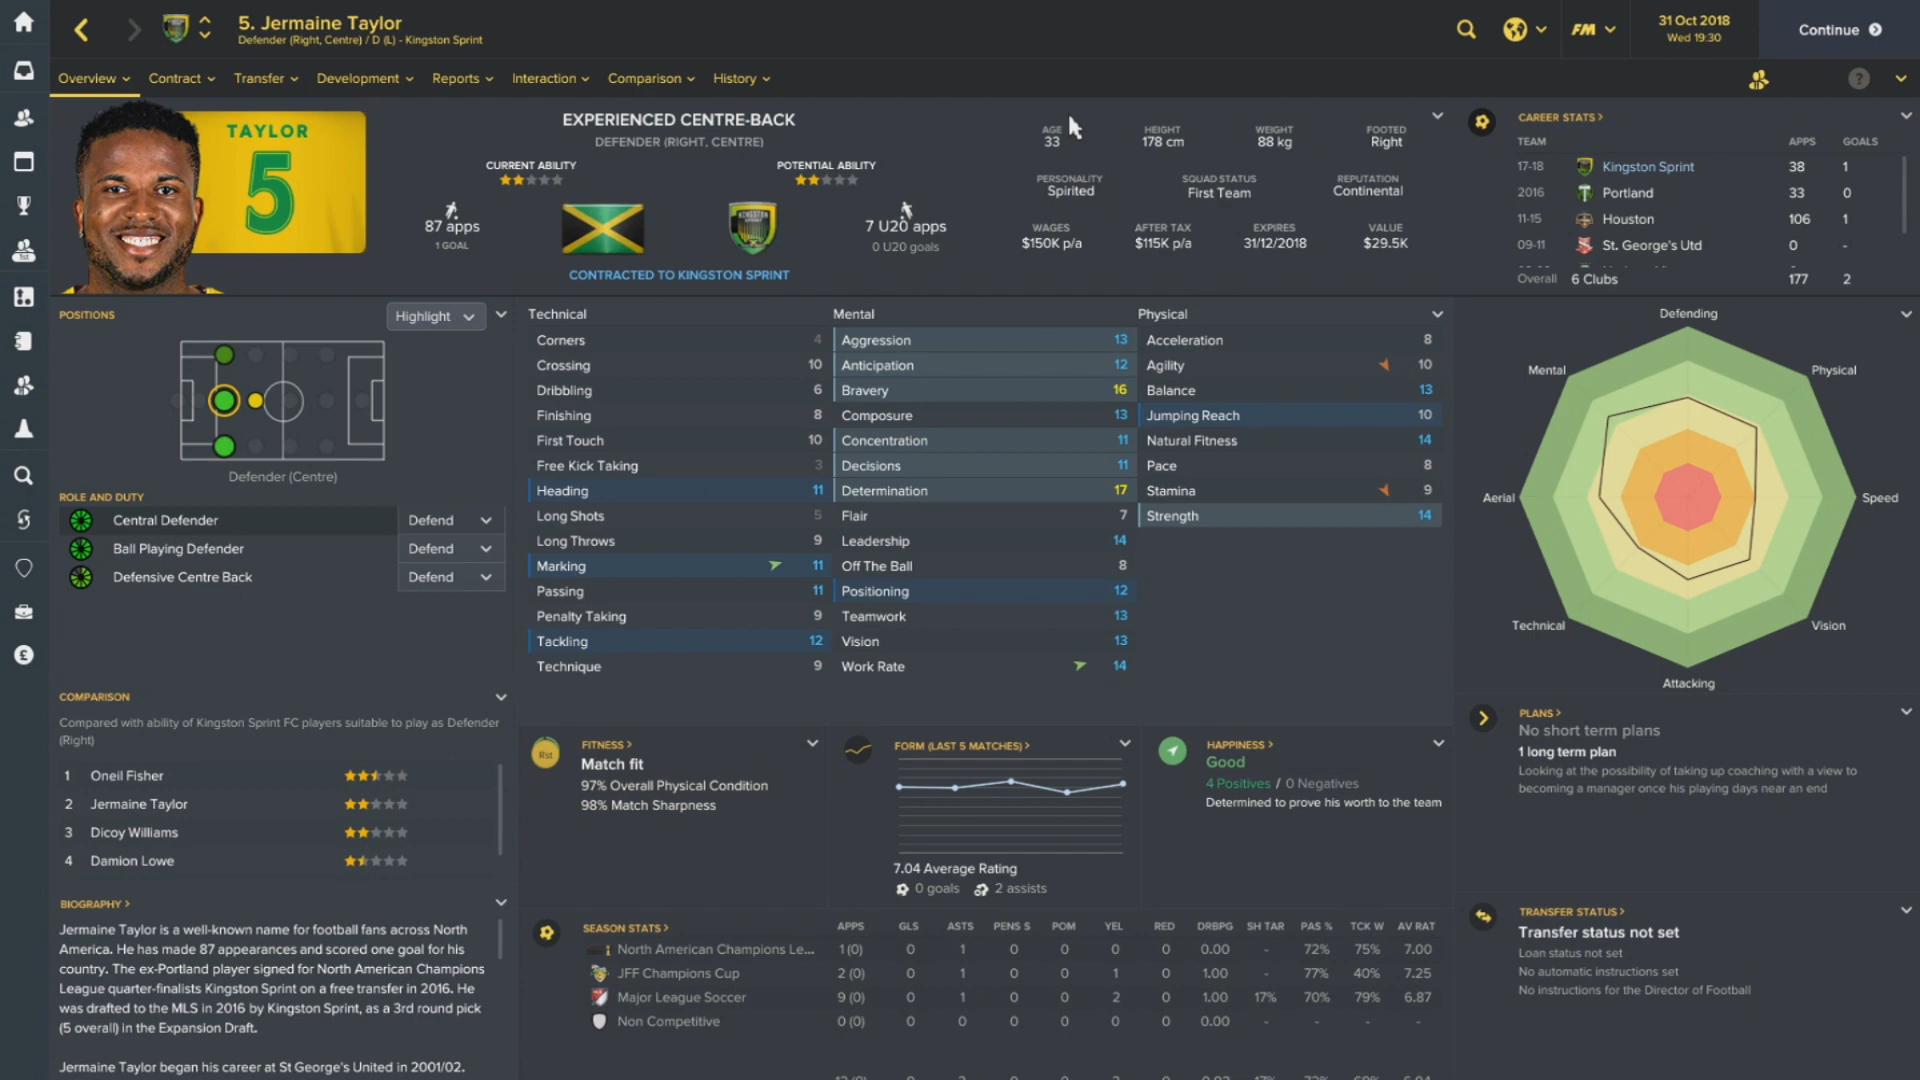 5. Jermaine Taylor
Defender (Right, Centre) / D (L) - Kingston Sprint
FM
31 Oct 2018
Wed 19:30
Continue
Overview
Contract
Transfer
Development
Reports
Interaction
Comparison
History
?
TAYLOR
5
EXPERIENCED CENTRE-BACK
DEFENDER (RIGHT, CENTRE)
CURRENT ABILITY
POTENTIAL ABILITY
87 apps
1 GOAL
7 U20 apps
0 U20 goals
CONTRACTED TO KINGSTON SPRINT
AGE
33
HEIGHT
178 cm
WEIGHT
88 kg
FOOTED
Right
PERSONALITY
Spirited
SQUAD STATUS
First Team
REPUTATION
Continental
WAGES
$150K p/a
AFTER TAX
$115K p/a
EXPIRES
31/12/2018
VALUE
$29.5K
CAREER STATS >
TEAM APPS GOALS
17-18 Kingston Sprint 38 1
2016 Portland 33 0
11-15 Houston 106 1
09-11 St. George's Utd 0 -
Overall 6 Clubs 177 2
POSITIONS
Highlight
Defender (Centre)
ROLE AND DUTY
Central Defender Defend
Ball Playing Defender Defend
Defensive Centre Back Defend
Technical
Corners 4
Crossing 10
Dribbling 6
Finishing 8
First Touch 10
Free Kick Taking 3
Heading 11
Long Shots 5
Long Throws 9
Marking 11
Passing 11
Penalty Taking 9
Tackling 12
Technique 9
Mental
Aggression 13
Anticipation 12
Bravery 16
Composure 13
Concentration 11
Decisions 11
Determination 17
Flair 7
Leadership 14
Off The Ball 8
Positioning 12
Teamwork 13
Vision 13
Work Rate 14
Physical
Acceleration 8
Agility 10
Balance 13
Jumping Reach 10
Natural Fitness 14
Pace 8
Stamina 9
Strength 14
Defending
Physical
Speed
Vision
Attacking
Technical
Aerial
Mental
COMPARISON
Compared with ability of Kingston Sprint FC players suitable to play as Defender
(Right)
1 Oneil Fisher
2 Jermaine Taylor
3 Dicoy Williams
4 Damion Lowe
BIOGRAPHY >
Jermaine Taylor is a well-known name for football fans across North
America. He has made 87 appearances and scored one goal for his
country. The ex-Portland player signed for North American Champions
League quarter-finalists Kingston Sprint on a free transfer in 2016. He
was drafted to the MLS in 2016 by Kingston Sprint, as a 3rd round pick
(5 overall) in the Expansion Draft.
Jermaine Taylor began his career at St George's United in 2001/02.
Rst
FITNESS >
Match fit
97% Overall Physical Condition
98% Match Sharpness
FORM (LAST 5 MATCHES) >
7.04 Average Rating
0 goals 2 assists
HAPPINESS >
Good
4 Positives / 0 Negatives
Determined to prove his worth to the team
SEASON STATS > APPS GLS ASTS PENS S POM YEL RED DRBPG SH TAR PAS % TCK W AV RAT
North American Champions Le... 1 (0) 0 1 0 0 0 0 0.00 - 72% 75% 7.00
JFF Champions Cup 2 (0) 0 1 0 0 1 0 1.00 - 77% 40% 7.25
Major League Soccer 9 (0) 0 1 0 0 2 0 1.00 17% 70% 79% 6.87
Non Competitive 0 (0) 0 0 0 0 0 0 0.00 - - - -
PLANS >
No short term plans
1 long term plan
Looking at the possibility of taking up coaching with a view to
becoming a manager once his playing days near an end
TRANSFER STATUS >
Transfer status not set
Loan status not set
No automatic instructions set
No instructions for the Director of Football